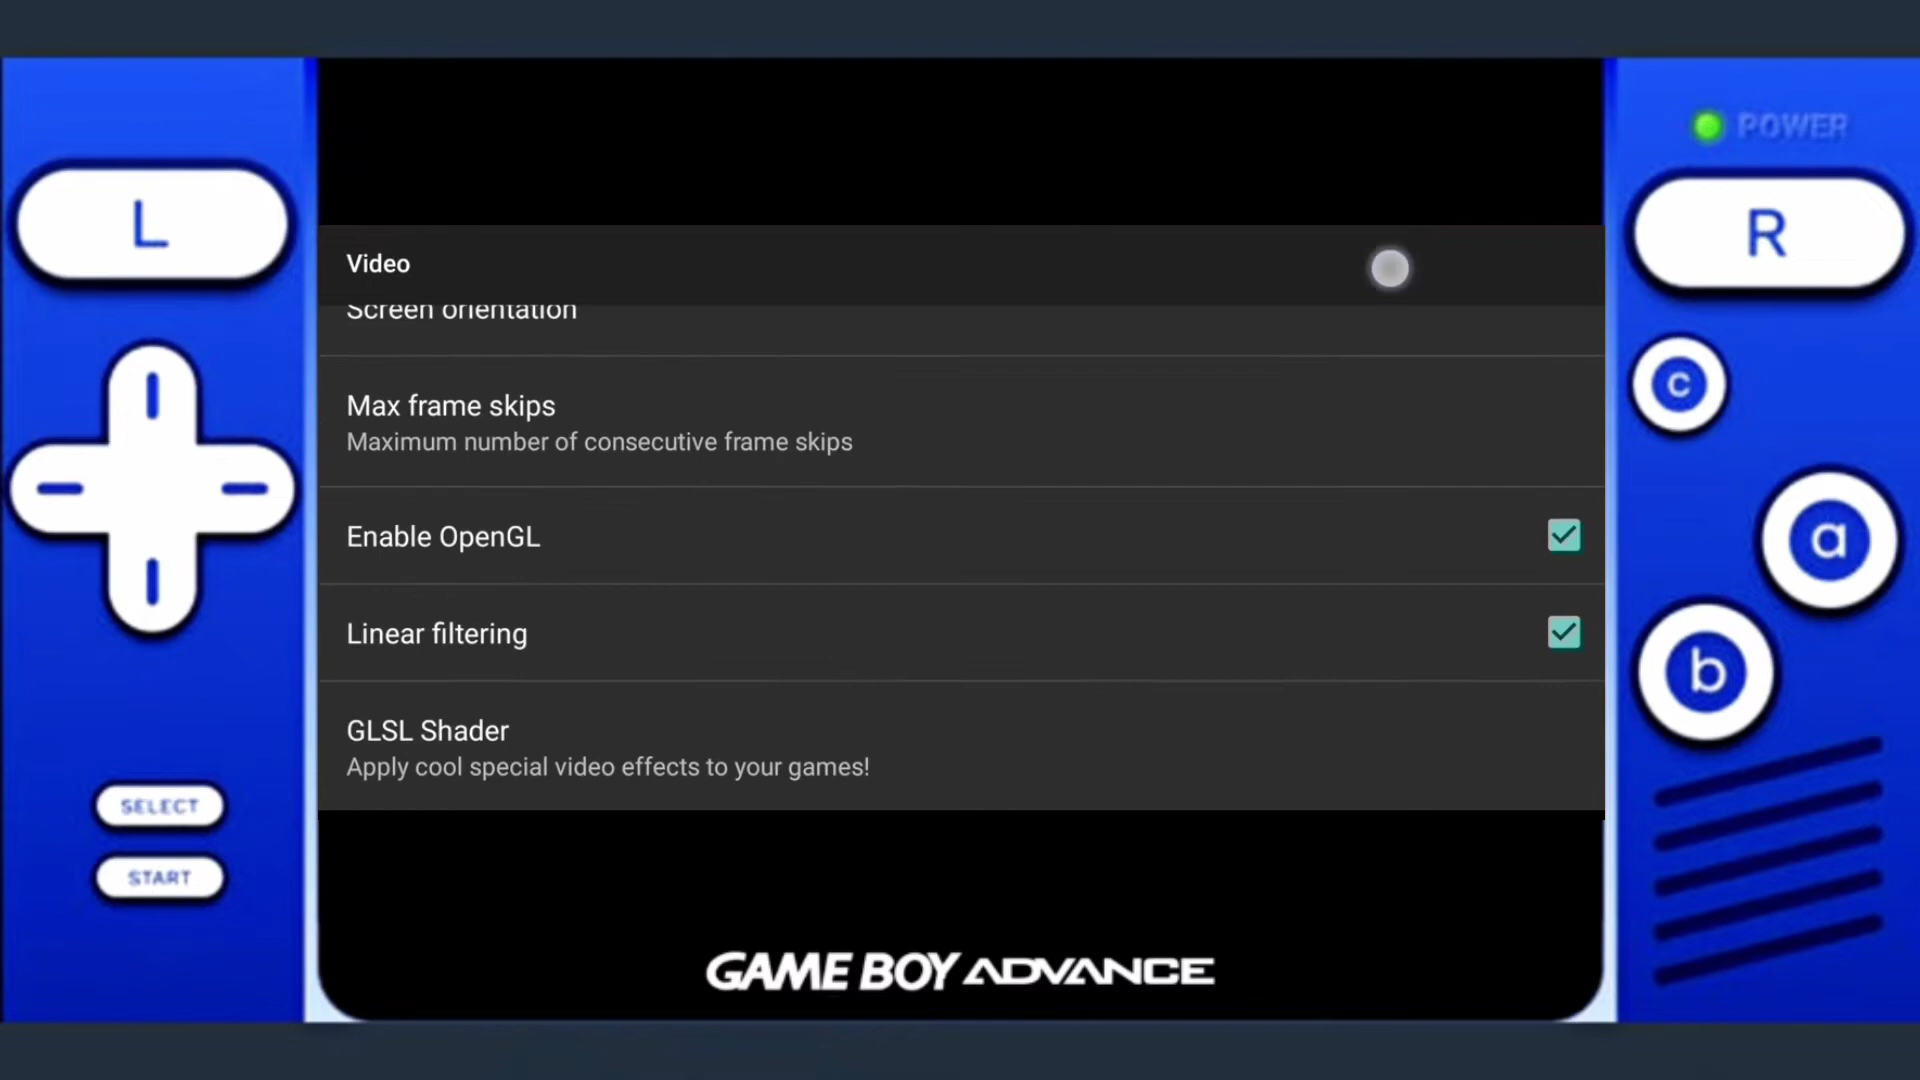 POWER
L
R
Video
Screen orientation
c
Max frame skips
Maximum number of consecutive frame skips
Enable OpenGL
a
Linear filtering
b
GLSL Shader
Apply cool special video effects to your games!
SELECT
START
GAME BOY ADVANCE